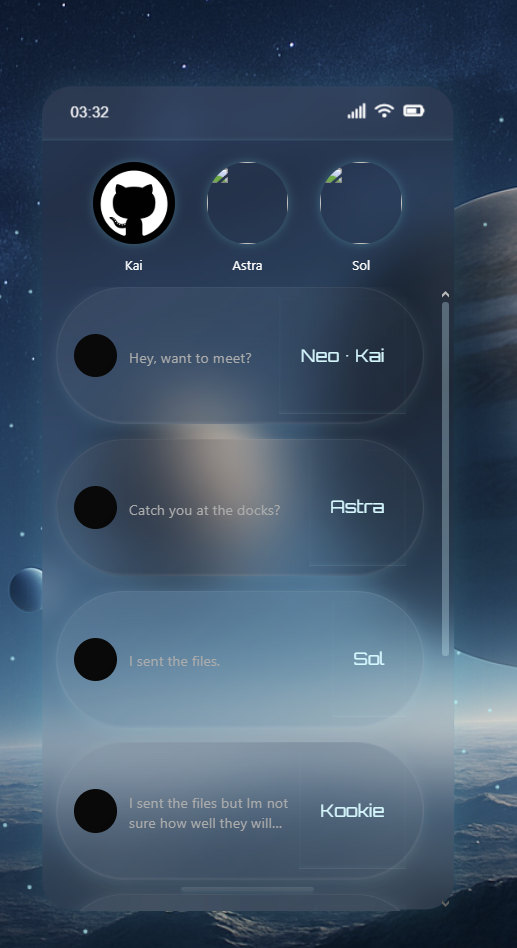 03:32
Kai
Astra
Sol
Hey, want to meet?
Neo · Kai
Catch you at the docks?
Astra
I sent the files.
Sol
I sent the files but Im not
sure how well they will...
Kookie